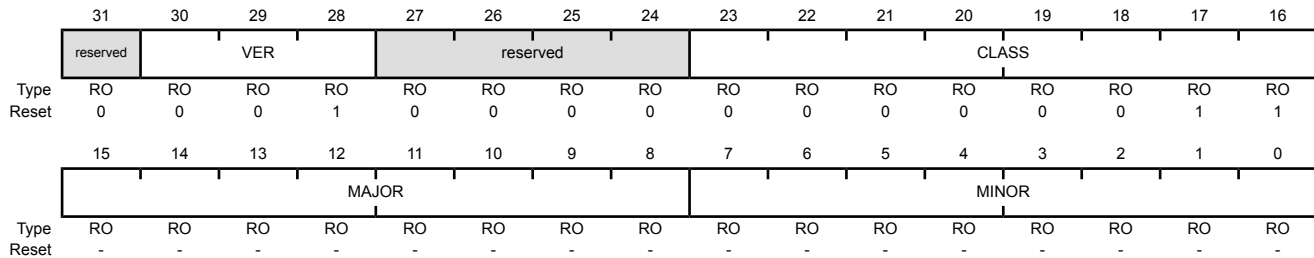 31 30 29 28 27 26 25 24 23 22 21 20 19 18 17 16
reserved VER reserved CLASS
Type RO RO RO RO RO RO RO RO RO RO RO RO RO RO RO RO
Reset 0 0 0 1 0 0 0 0 0 0 0 0 0 0 1 1
15 14 13 12 11 10 9 8 7 6 5 4 3 2 1 0
MAJOR MINOR
Type RO RO RO RO RO RO RO RO RO RO RO RO RO RO RO RO
Reset - - - - - - - - - - - - - - - -